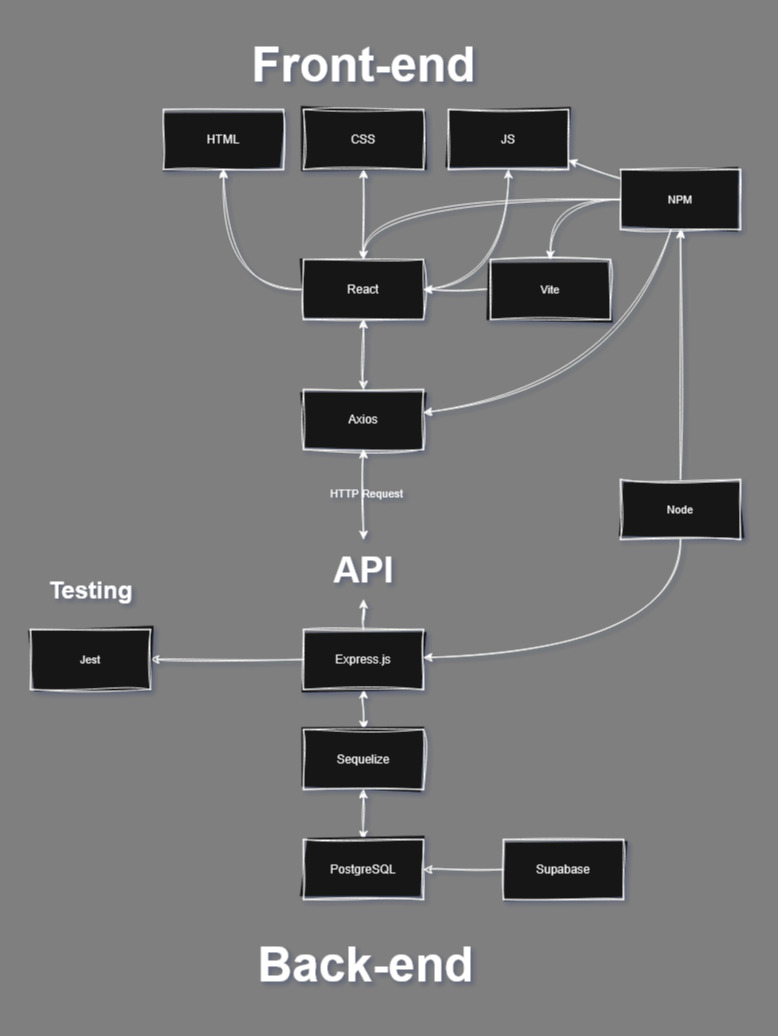 Front-end
HTML
CSS
JS
NPM
React
Vite
Axios
HTTP Request
Node
API
Testing
Jest
Express.js
Sequelize
PostgreSQL
Supabase
Back-end